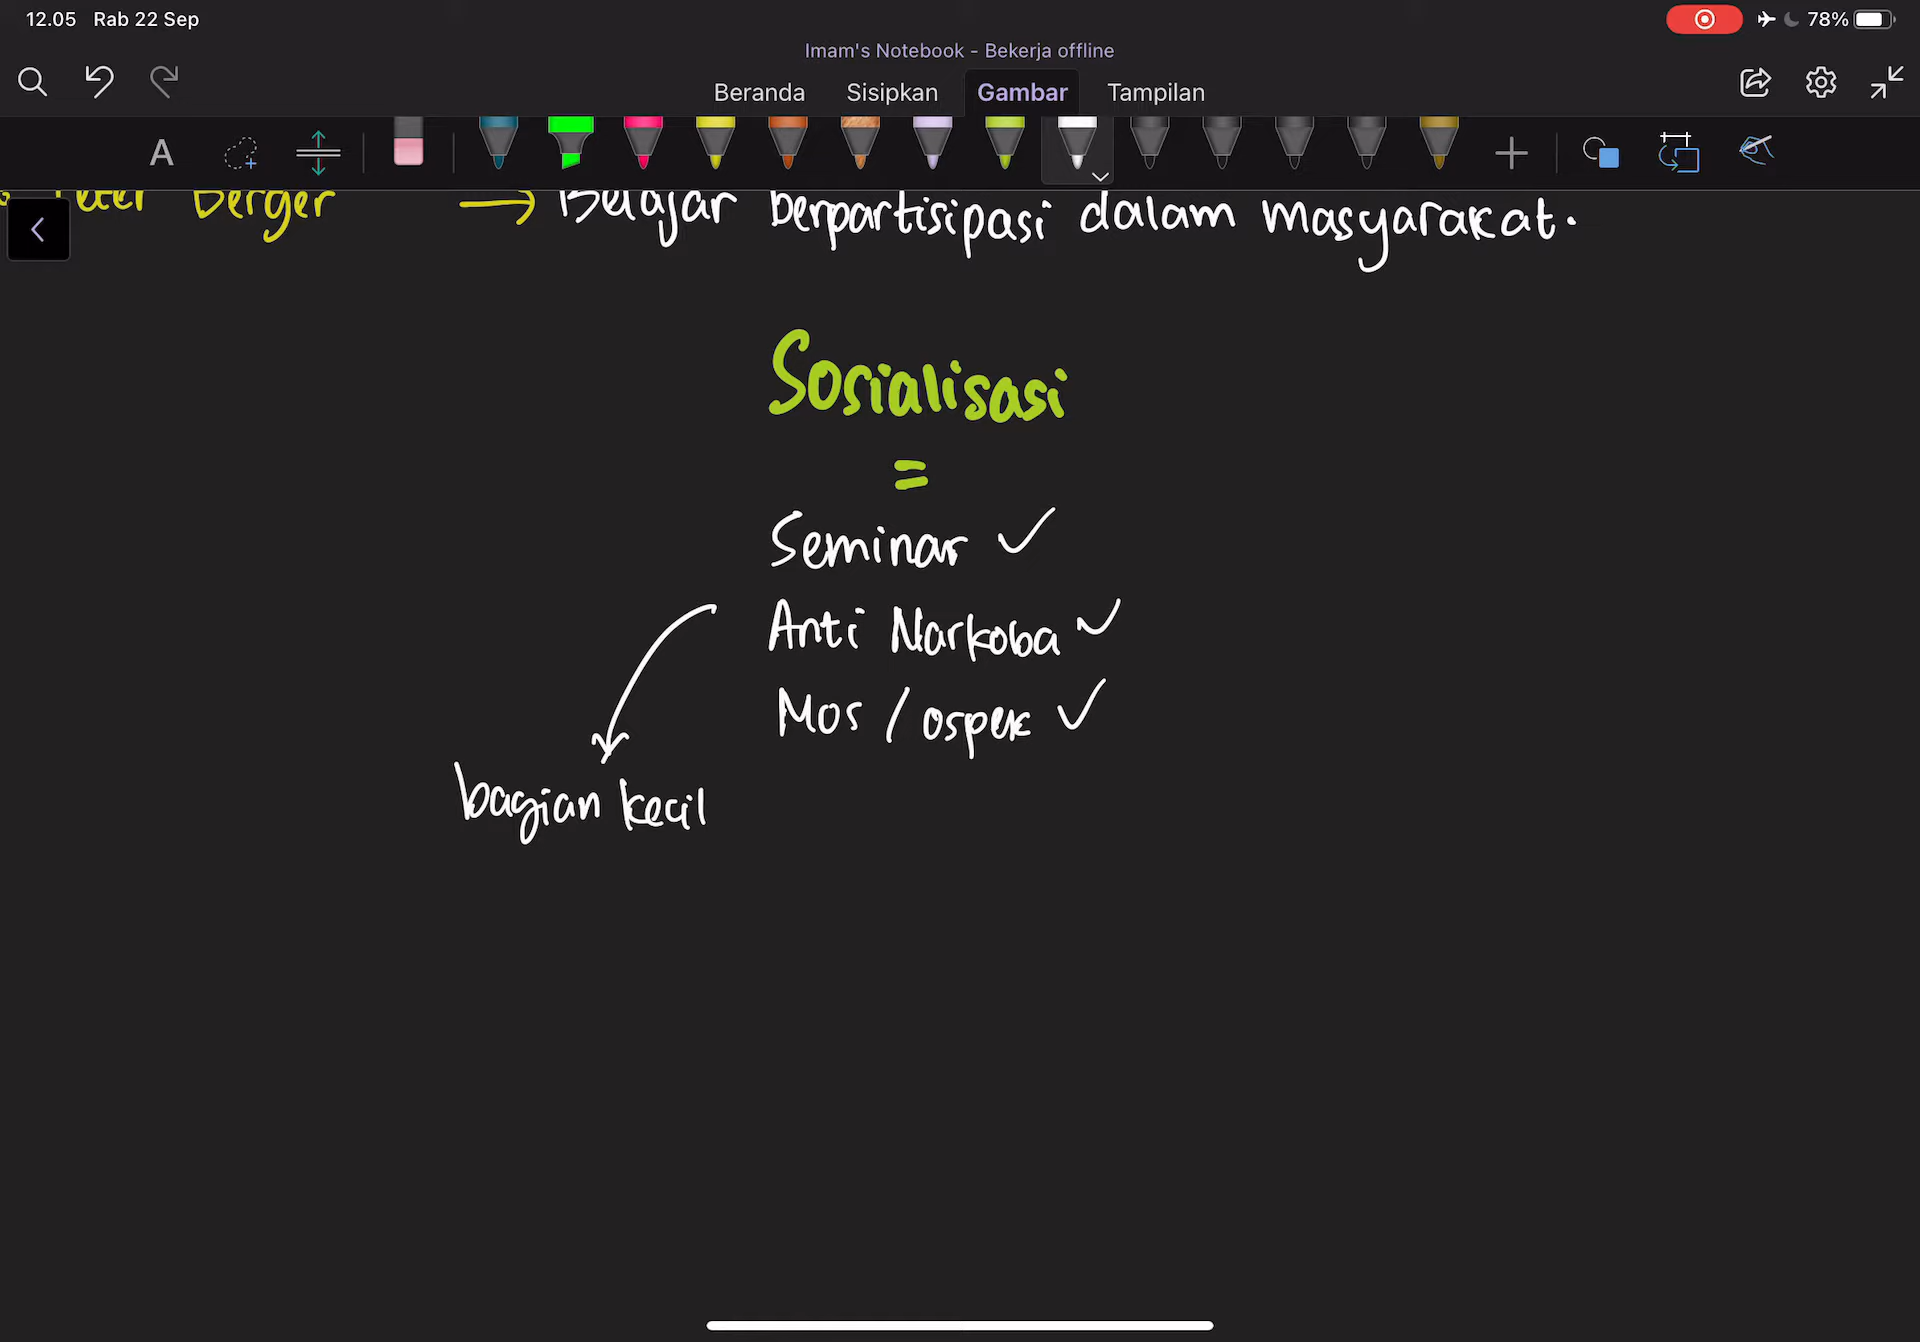 12.05 Rab 22 Sep
78%
Imam's Notebook - Bekerja offline
Beranda Sisipkan Gambar Tampilan
A
Peter Berger → Belajar berpartisipasi dalam masyarakat.
Sosialisasi
=
Seminar ✓
Anti Narkoba ✓
Mos / ospek ✓
bagian kecil